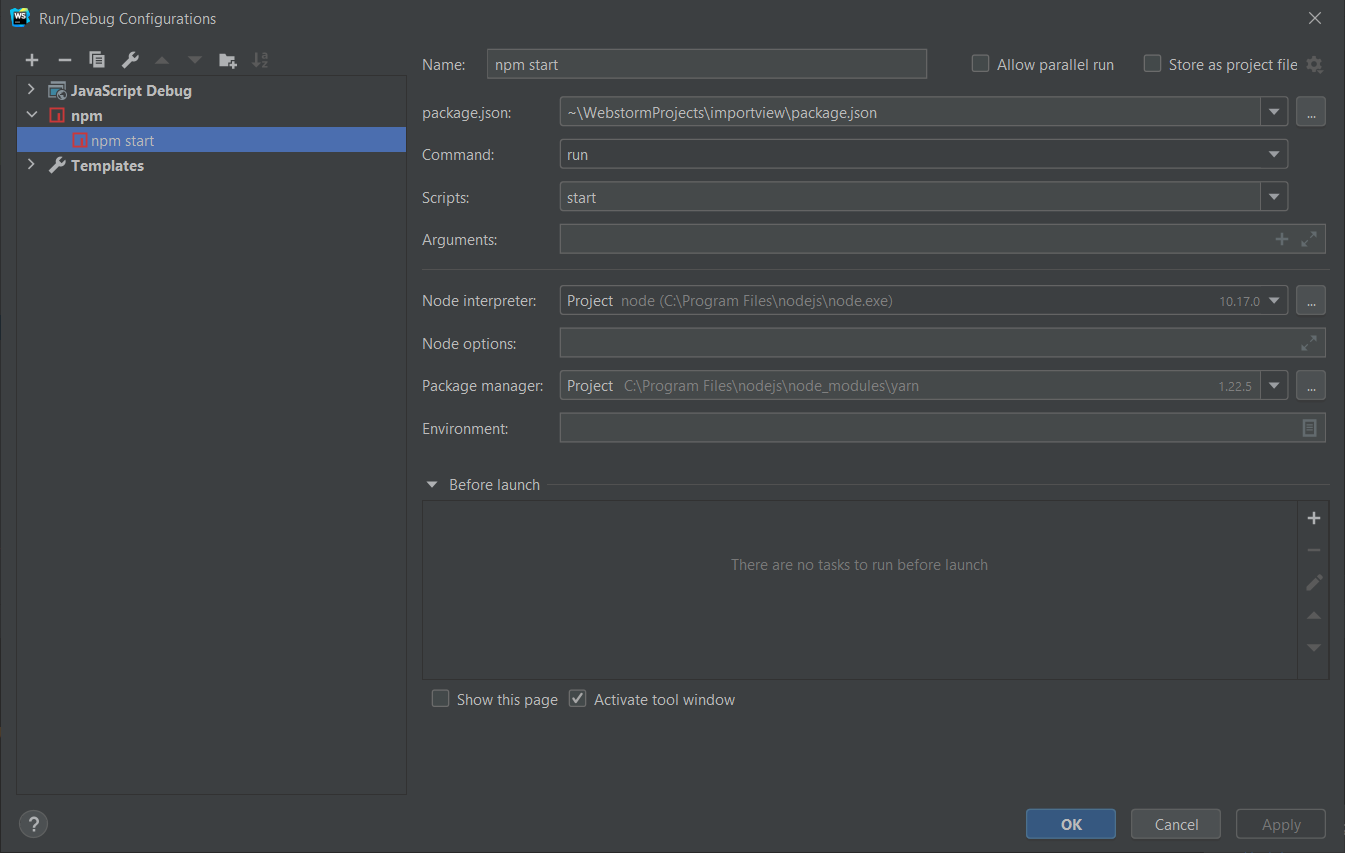 WS Run/Debug Configurations
JavaScript Debug
npm
npm start
Templates
Name: npm start Allow parallel run Store as project file
package.json: ~\WebstormProjects\importview\package.json ...
Command: run
Scripts: start
Arguments:
Node interpreter: Project node (C:\Program Files\nodejs\node.exe) 10.17.0 ...
Node options:
Package manager: Project C:\Program Files\nodejs\node_modules\yarn 1.22.5 ...
Environment:
Before launch
There are no tasks to run before launch
Show this page Activate tool window
? OK Cancel Apply